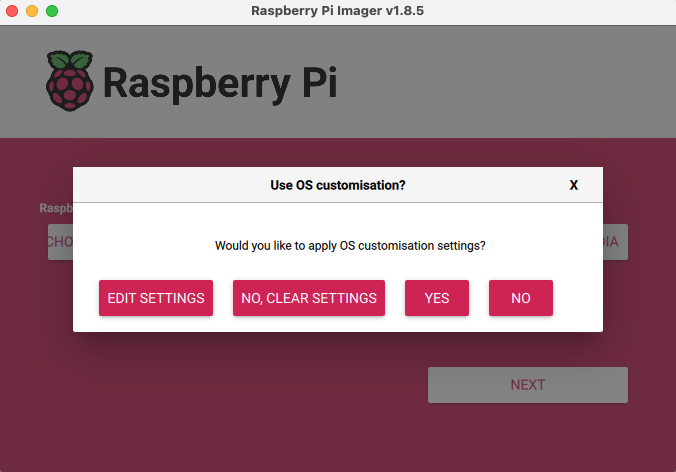 Raspberry Pi Imager v1.8.5
Raspberry Pi
Use OS customisation?
X
Raspb
CHO
DIA
Would you like to apply OS customisation settings?
EDIT SETTINGS
NO, CLEAR SETTINGS
YES
NO
NEXT